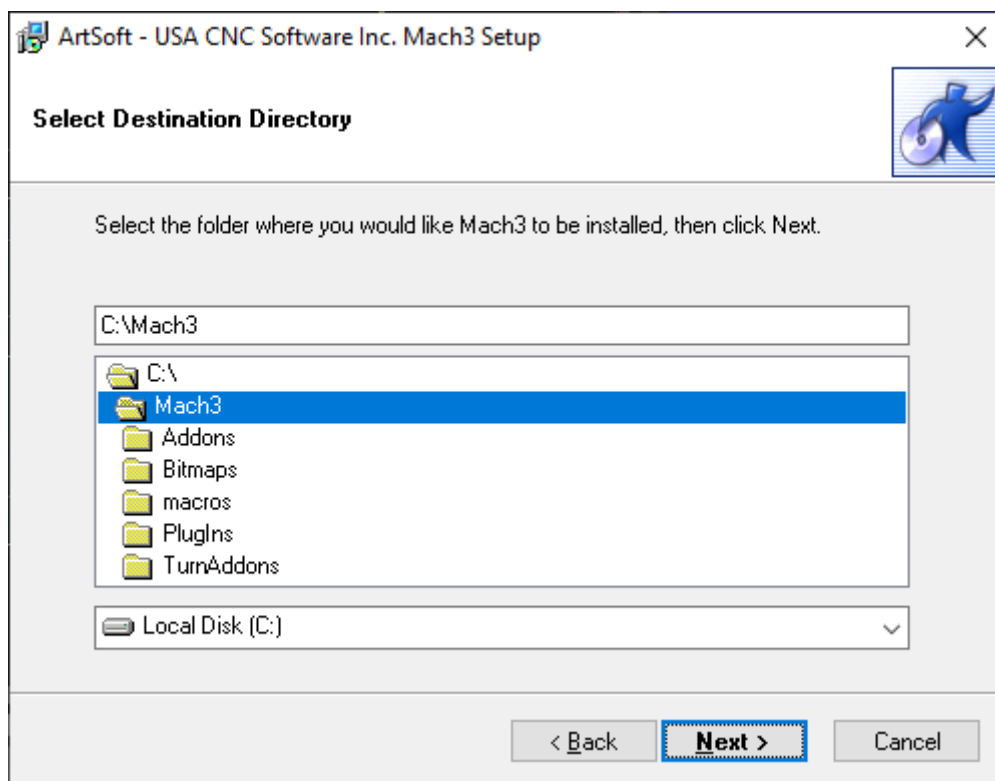 ArtSoft - USA CNC Software Inc. Mach3 Setup
Select Destination Directory
Select the folder where you would like Mach3 to be installed, then click Next.
C:\Mach3
C:\
Mach3
Addons
Bitmaps
macros
PlugIns
TurnAddons
Local Disk (C:)
< Back Next > Cancel